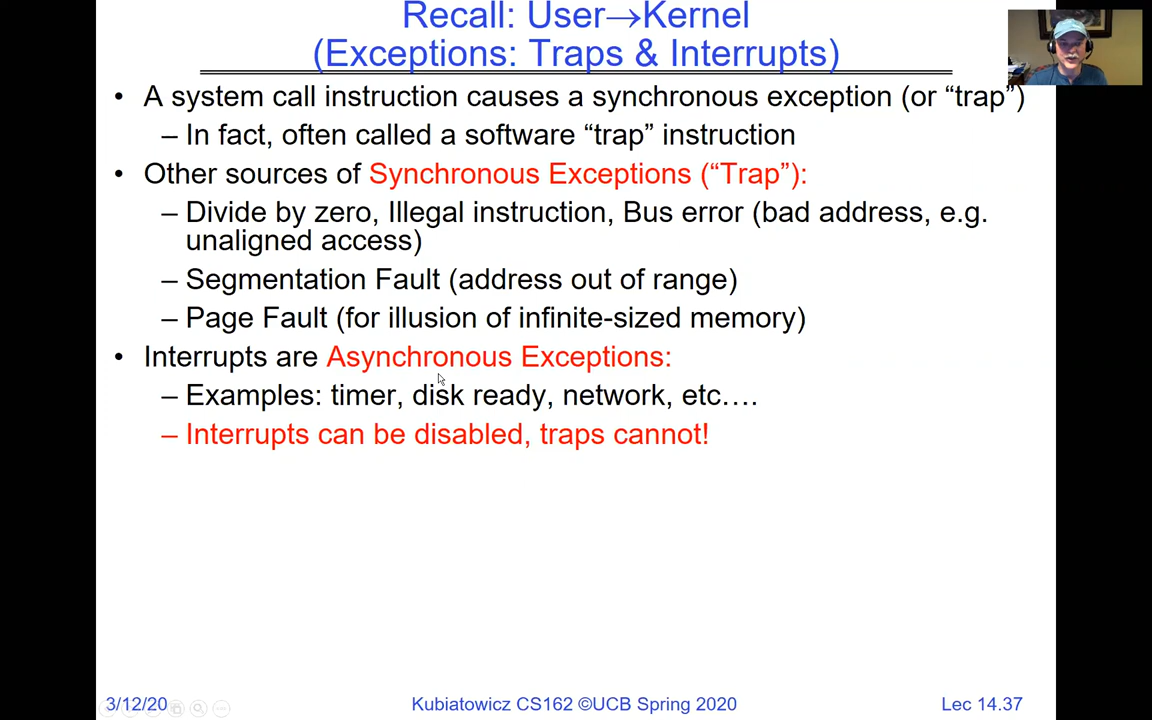 Recall: User→Kernel
(Exceptions: Traps & Interrupts)
• A system call instruction causes a synchronous exception (or “trap”)
– In fact, often called a software “trap” instruction
• Other sources of Synchronous Exceptions (“Trap”):
– Divide by zero, Illegal instruction, Bus error (bad address, e.g.
unaligned access)
– Segmentation Fault (address out of range)
– Page Fault (for illusion of infinite-sized memory)
• Interrupts are Asynchronous Exceptions:
– Examples: timer, disk ready, network, etc….
– Interrupts can be disabled, traps cannot!
3/12/20
Kubiatowicz CS162 ©UCB Spring 2020
Lec 14.37